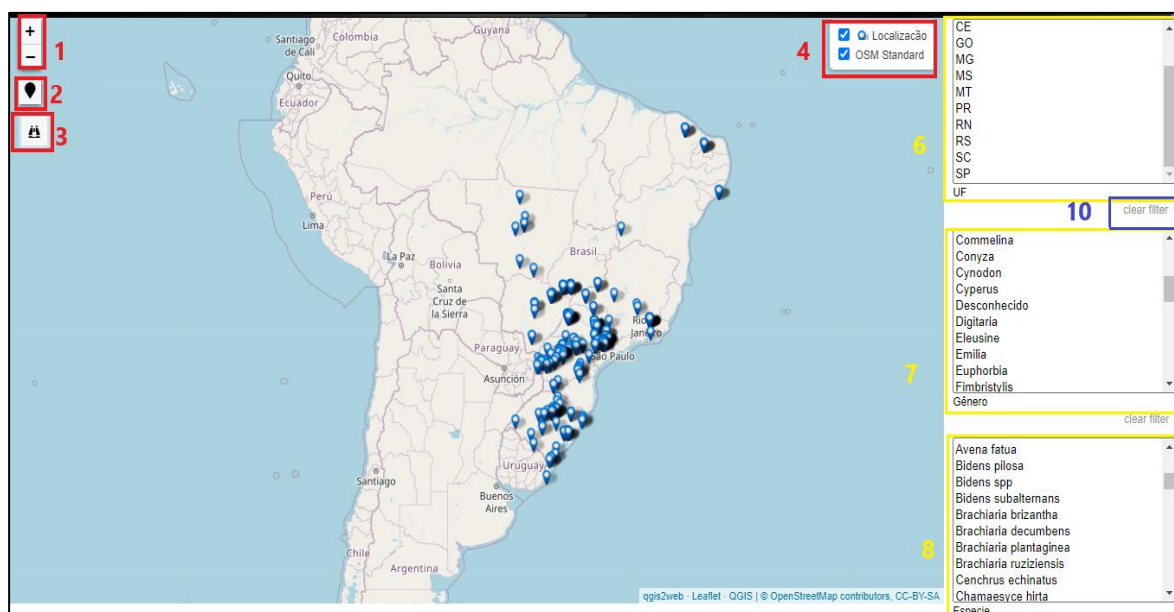 +
−
1
2
3
4
Localizacão
OSM Standard
Guyana
Colombia
Santiago
de Cali
Quito
Ecuador
Perú
Lima
Brasil
La Paz
Bolivia
Santa
Cruz de
la Sierra
Rio
Janeiro
São Paulo
Paraguay
Asunción
Uruguay
Santiago
Buenos
Aires
Chile
Argentina
qgis2web · Leaflet · QGIS | © OpenStreetMap contributors, CC-BY-SA
6
CE
GO
MG
MS
MT
PR
RN
RS
SC
SP
UF
10
clear filter
7
Commelina
Conyza
Cynodon
Cyperus
Desconhecido
Digitaria
Eleusine
Emilia
Euphorbia
Fimbristylis
Gênero
clear filter
8
Avena fatua
Bidens pilosa
Bidens spp
Bidens subalternans
Brachiaria brizantha
Brachiaria decumbens
Brachiaria plantaginea
Brachiaria ruziziensis
Cenchrus echinatus
Chamaesyce hirta
Especie